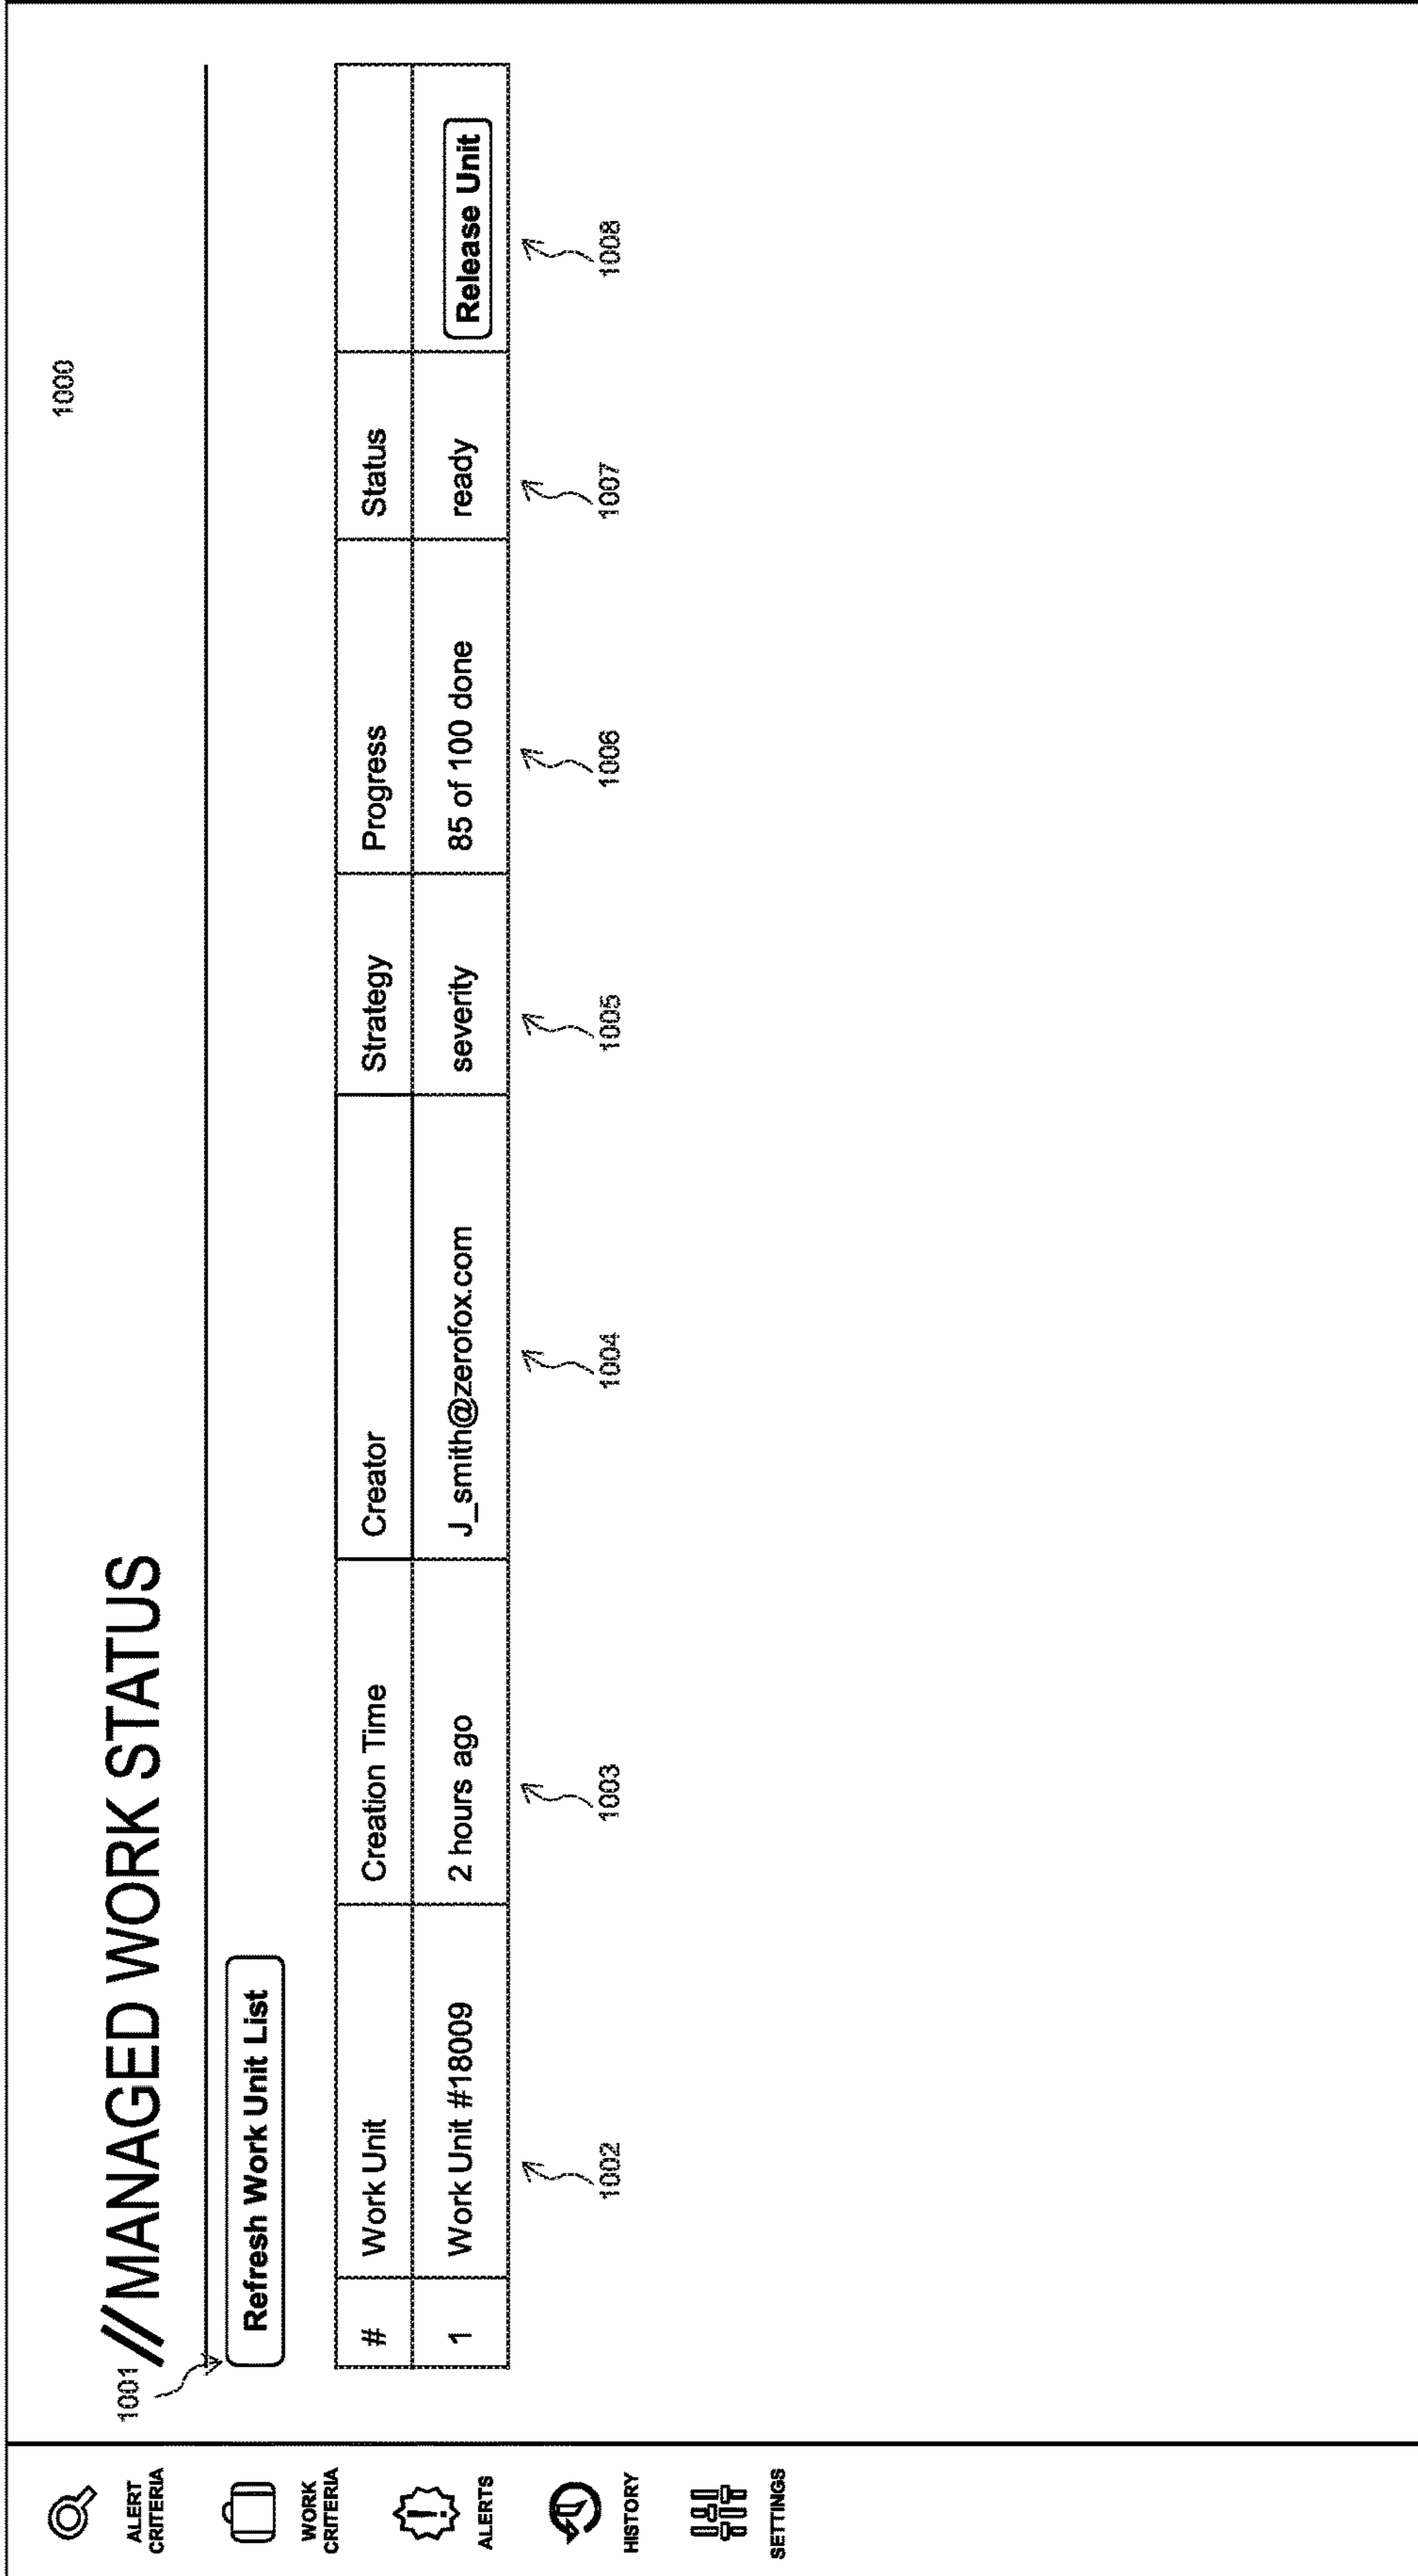 1000
//MANAGED WORK STATUS
1001
Refresh Work Unit List
# Work Unit Creation Time Creator Strategy Progress Status
1 Work Unit #18009 2 hours ago J_smith@zerofox.com severity 85 of 100 done ready Release Unit
1002 1003 1004 1005 1006 1007 1008
ALERT
CRITERIA
WORK
CRITERIA
ALERTS
HISTORY
SETTINGS